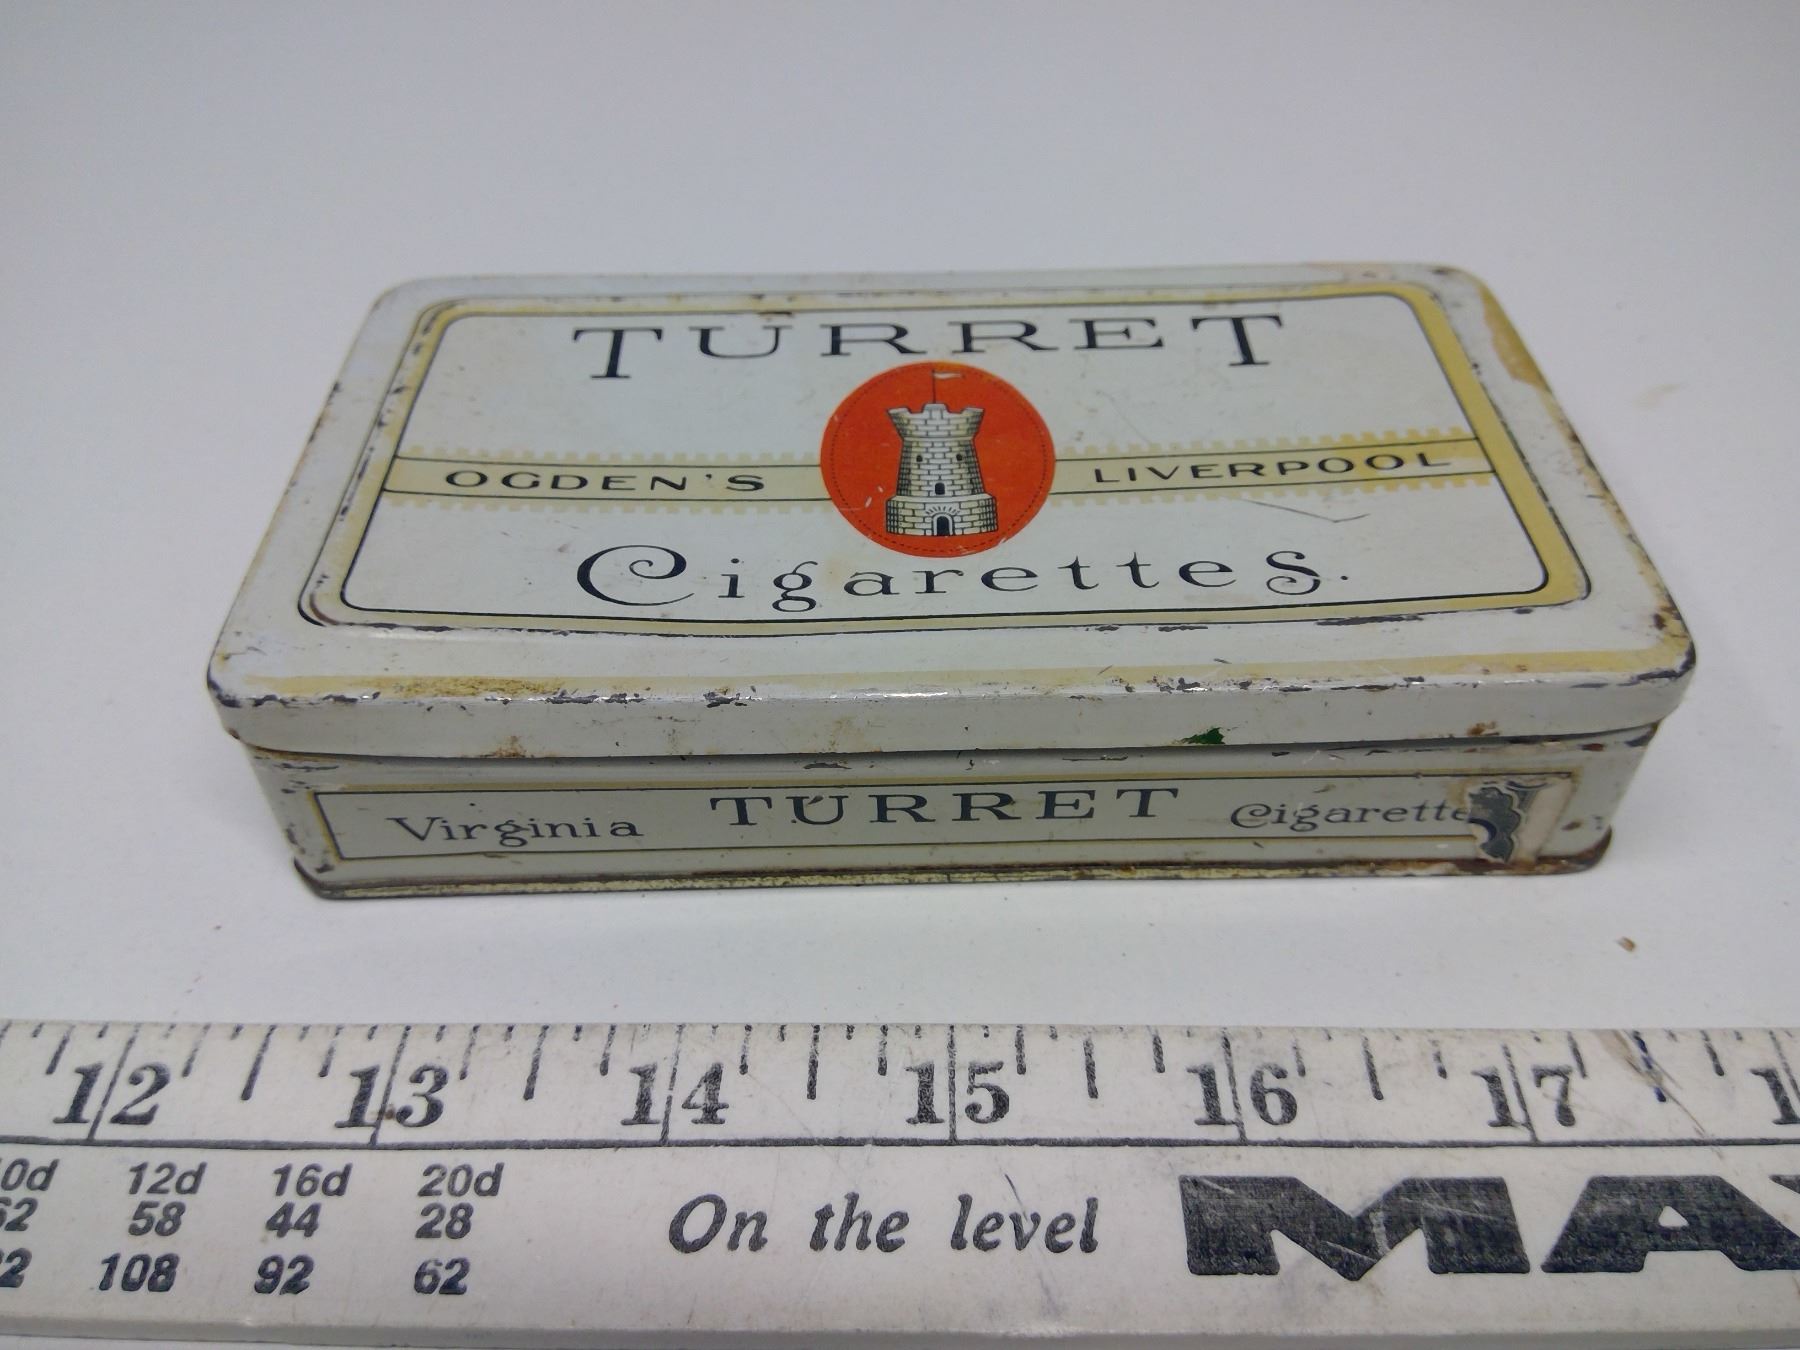 TURRET
OGDEN'S LIVERPOOL
Cigarettes.
Virginia TURRET Cigarette
12 13 14 15 16 17
12d 16d 20d
58 44 28
108 92 62
On the level